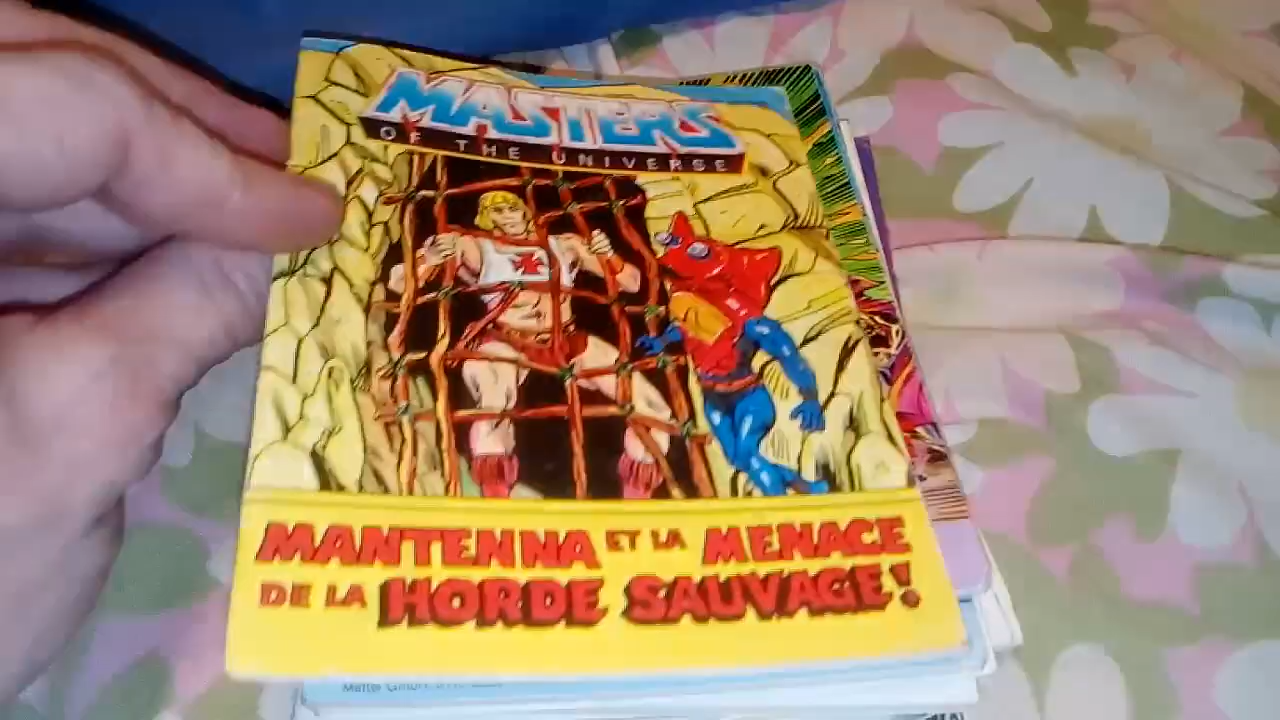 MASTERS
OF THE UNIVERSE
MANTENNA ET LA MENACE
DE LA HORDE SAUVAGE!